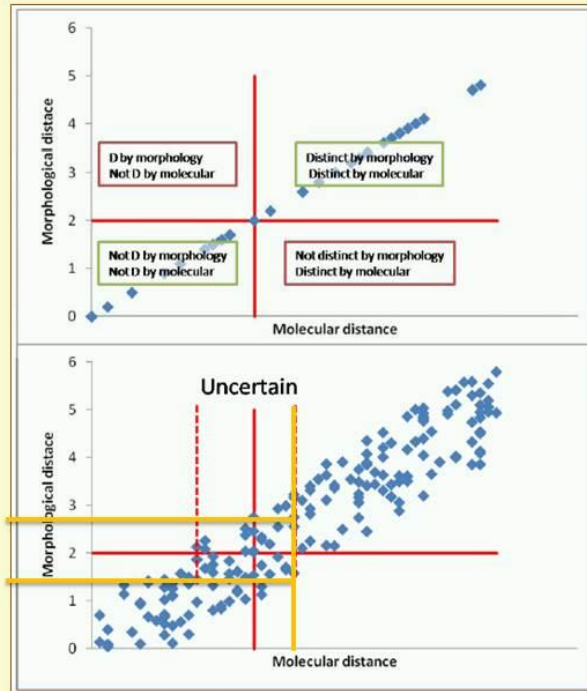 6
5
4
3
2
1
0
Morphological distace
D by morphology
Not D by molecular
Distinct by morphology
Distinct by molecular
Not D by morphology
Not D by molecular
Not distinct by morphology
Distinct by molecular
Molecular distance
6
5
4
3
2
1
0
Morphological distace
Uncertain
Molecular distance